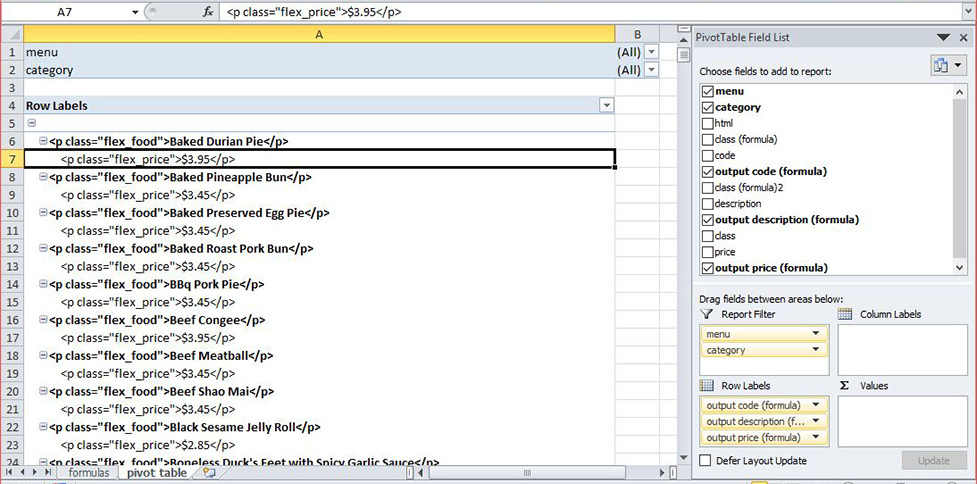 A7 fx <p class="flex_price">$3.95</p>
A B
1 menu (All)
2 category (All)
3
4 Row Labels
5
6 <p class="flex_food">Baked Durian Pie</p>
7 <p class="flex_price">$3.95</p>
8 <p class="flex_food">Baked Pineapple Bun</p>
9 <p class="flex_price">$3.45</p>
10 <p class="flex_food">Baked Preserved Egg Pie</p>
11 <p class="flex_price">$3.45</p>
12 <p class="flex_food">Baked Roast Pork Bun</p>
13 <p class="flex_price">$3.45</p>
14 <p class="flex_food">BBq Pork Pie</p>
15 <p class="flex_price">$3.45</p>
16 <p class="flex_food">Beef Congee</p>
17 <p class="flex_price">$3.95</p>
18 <p class="flex_food">Beef Meatball</p>
19 <p class="flex_price">$3.45</p>
20 <p class="flex_food">Beef Shao Mai</p>
21 <p class="flex_price">$3.45</p>
22 <p class="flex_food">Black Sesame Jelly Roll</p>
23 <p class="flex_price">$2.85</p>
24 <p class="flex_food">Boneless Duck's Feet with Spicy Garlic Sauce</p>
formulas pivot table
PivotTable Field List
Choose fields to add to report:
menu
category
html
class (formula)
code
output code (formula)
class (formula)2
description
output description (formula)
class
price
output price (formula)
Drag fields between areas below:
Report Filter Column Labels
menu
category
Row Labels Σ Values
output code (formula)
output description (f...
output price (formula)
Defer Layout Update Update